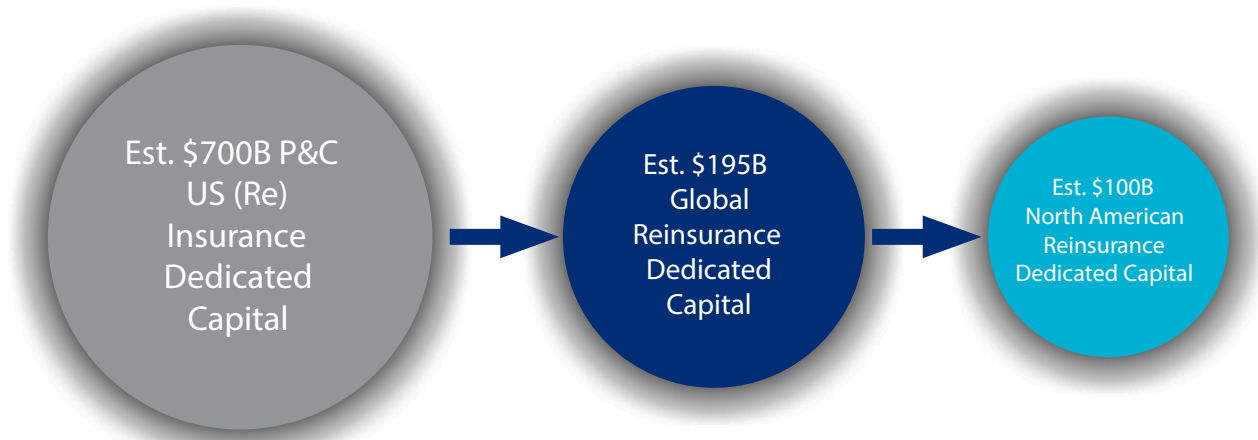 Est. $700B P&C
US (Re)
Insurance
Dedicated
Capital
Est. $195B
Global
Reinsurance
Dedicated
Capital
Est. $100B
North American
Reinsurance
Dedicated Capital